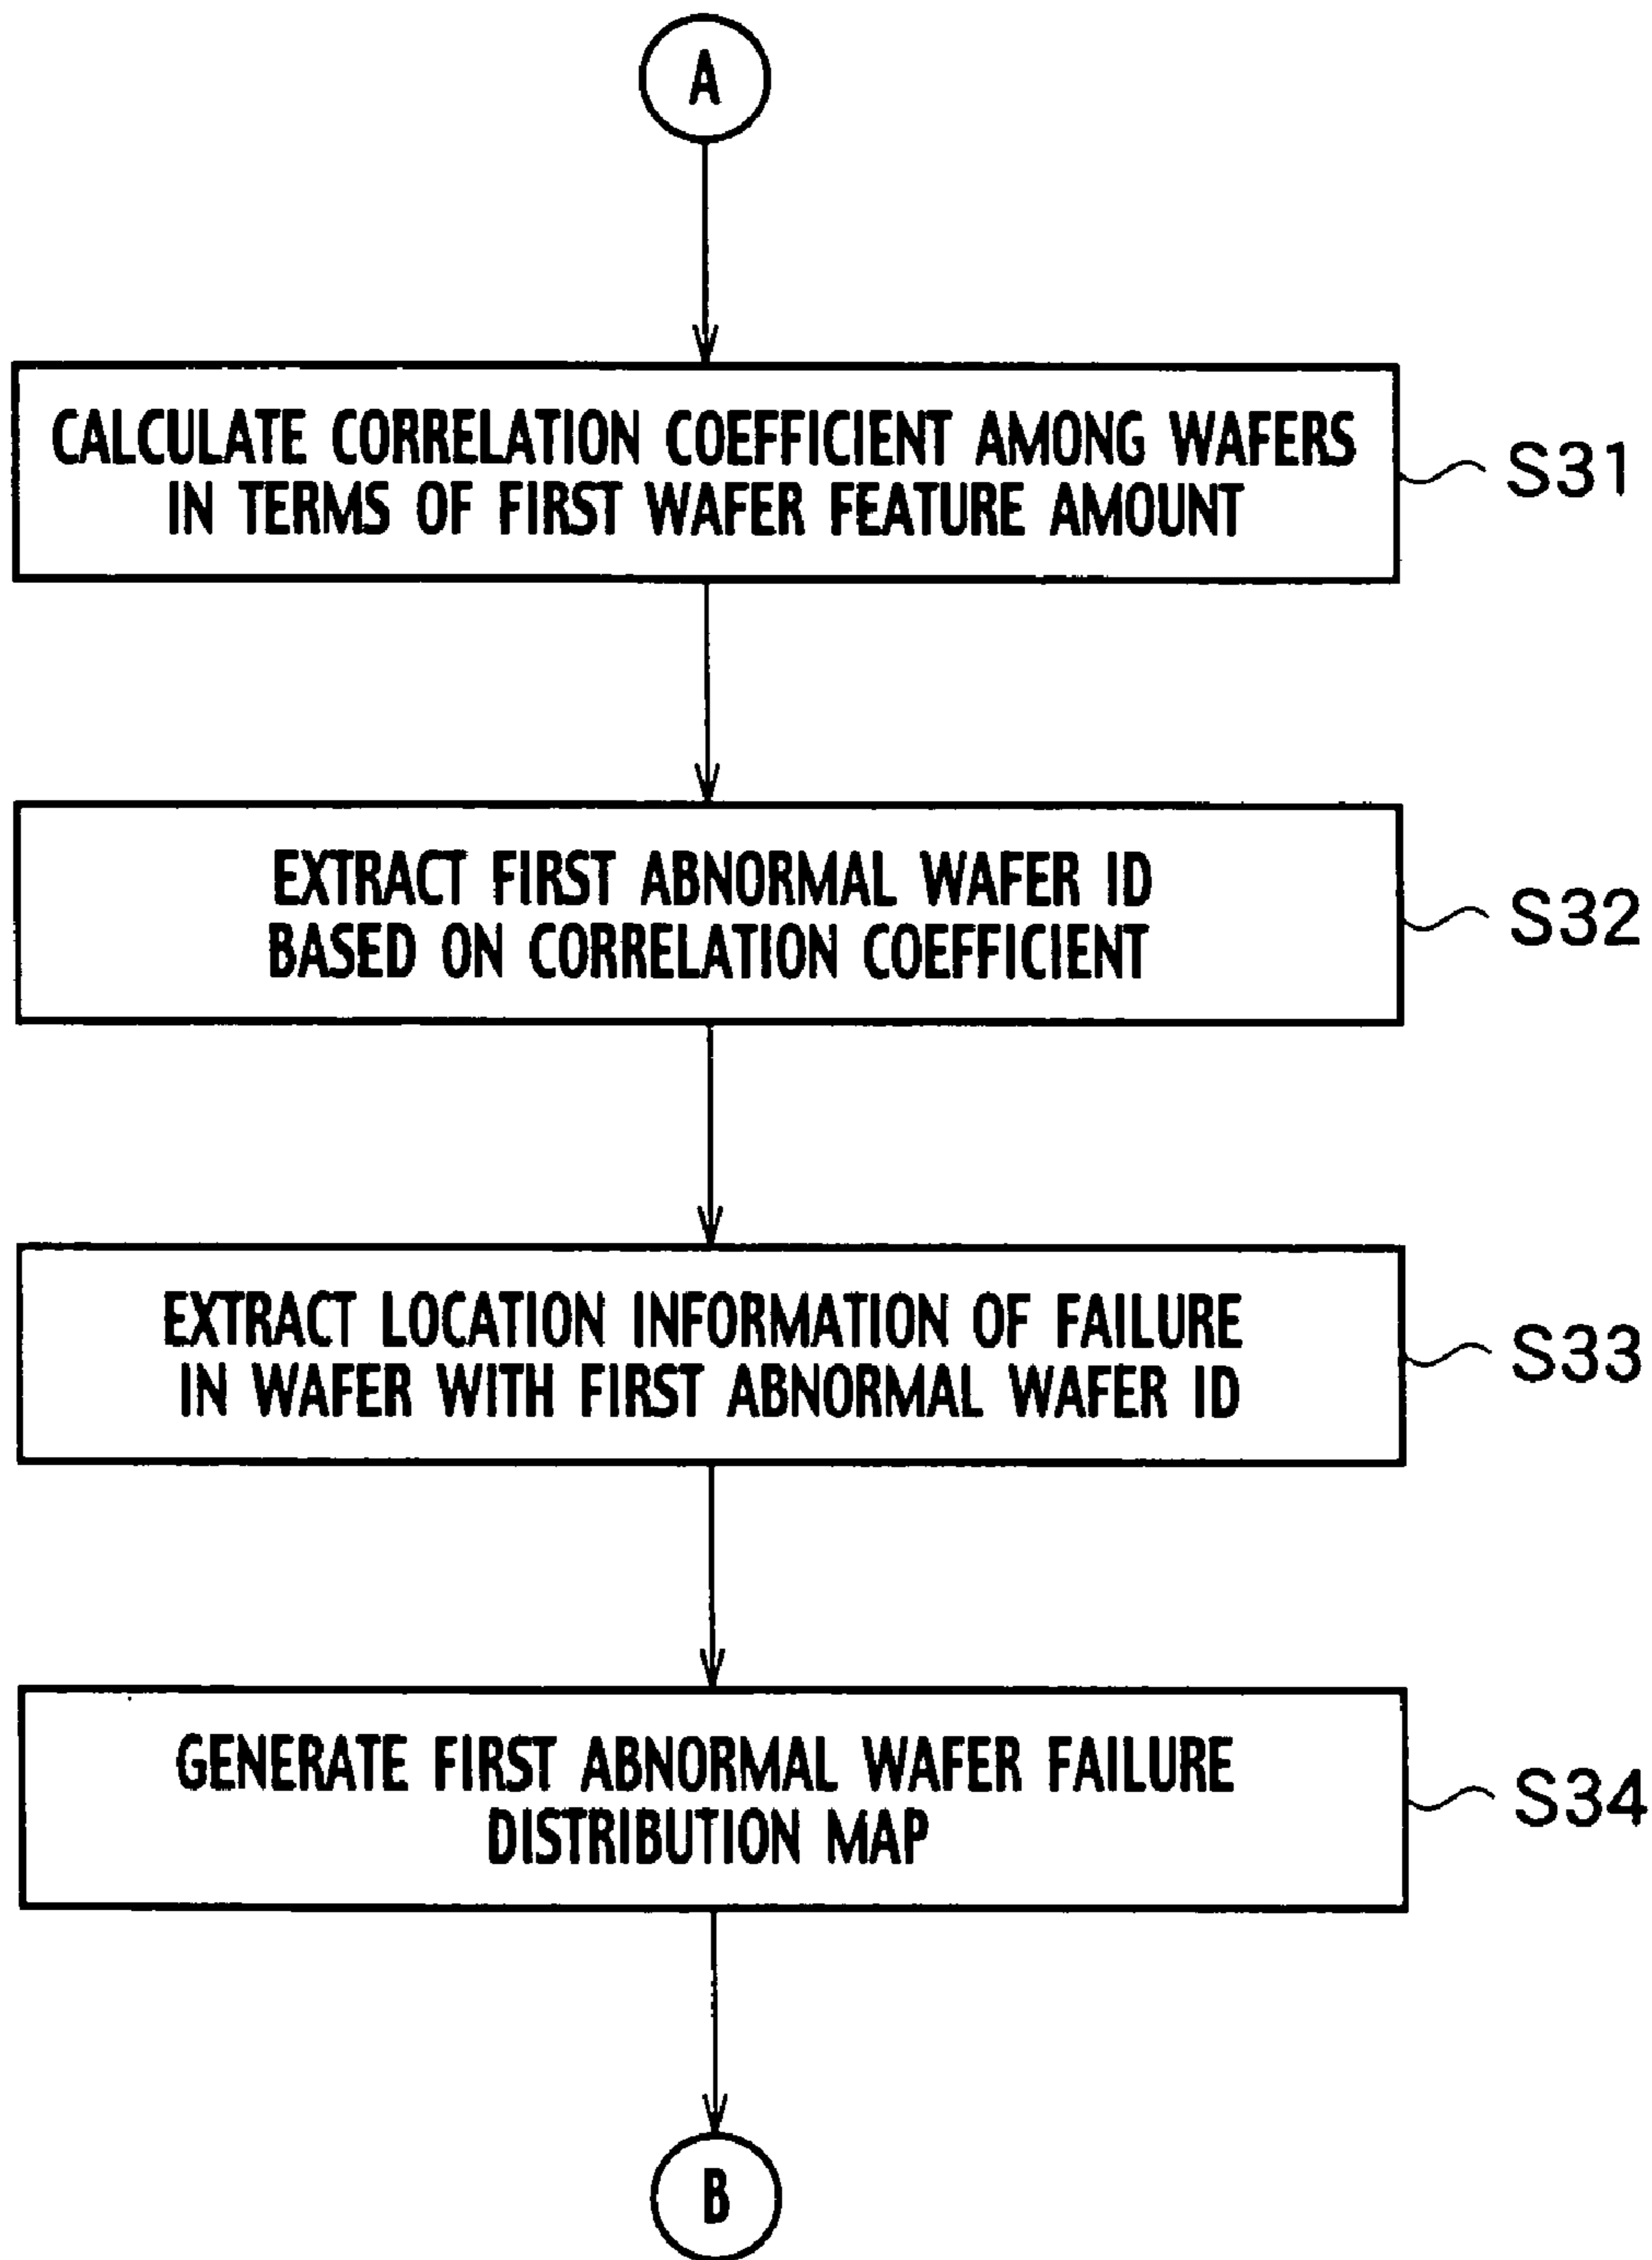 A
CALCULATE CORRELATION COEFFICIENT AMONG WAFERS
IN TERMS OF FIRST WAFER FEATURE AMOUNT
S31
EXTRACT FIRST ABNORMAL WAFER ID
BASED ON CORRELATION COEFFICIENT
S32
EXTRACT LOCATION INFORMATION OF FAILURE
IN WAFER WITH FIRST ABNORMAL WAFER ID
S33
GENERATE FIRST ABNORMAL WAFER FAILURE
DISTRIBUTION MAP
S34
B